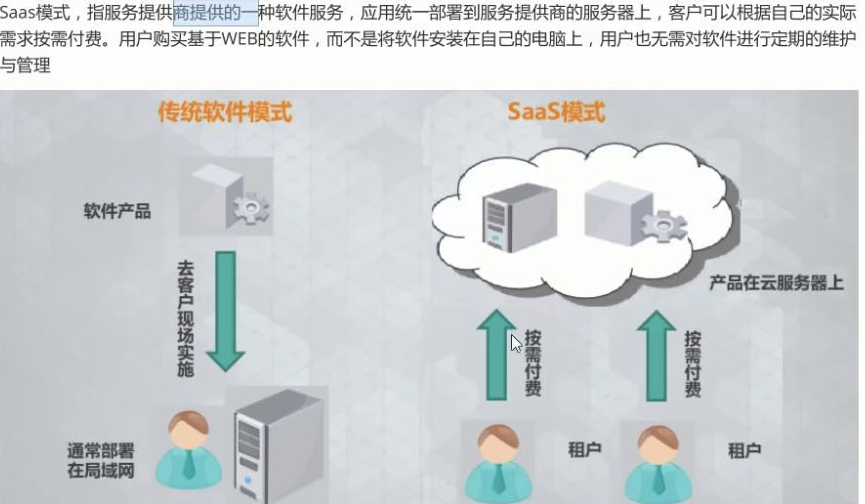 Saas模式，指服务提供商提供的一种软件服务，应用统一部署到服务提供商的服务器上，客户可以根据自己的实际
需求按需付费。用户购买基于WEB的软件，而不是将软件安装在自己的电脑上，用户也无需对软件进行定期的维护
与管理
传统软件模式
SaaS模式
软件产品
去客户现场实施
产品在云服务器上
按需付费
按需付费
通常部署
在局域网
租户
租户